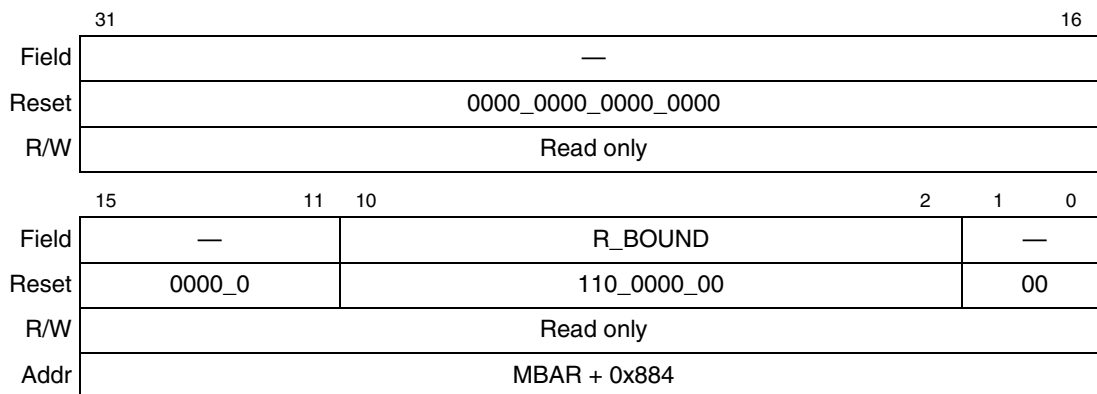 31 16
Field —
Reset 0000_0000_0000_0000
R/W Read only
15 11 10 2 1 0
Field — R_BOUND —
Reset 0000_0 110_0000_00 00
R/W Read only
Addr MBAR + 0x884